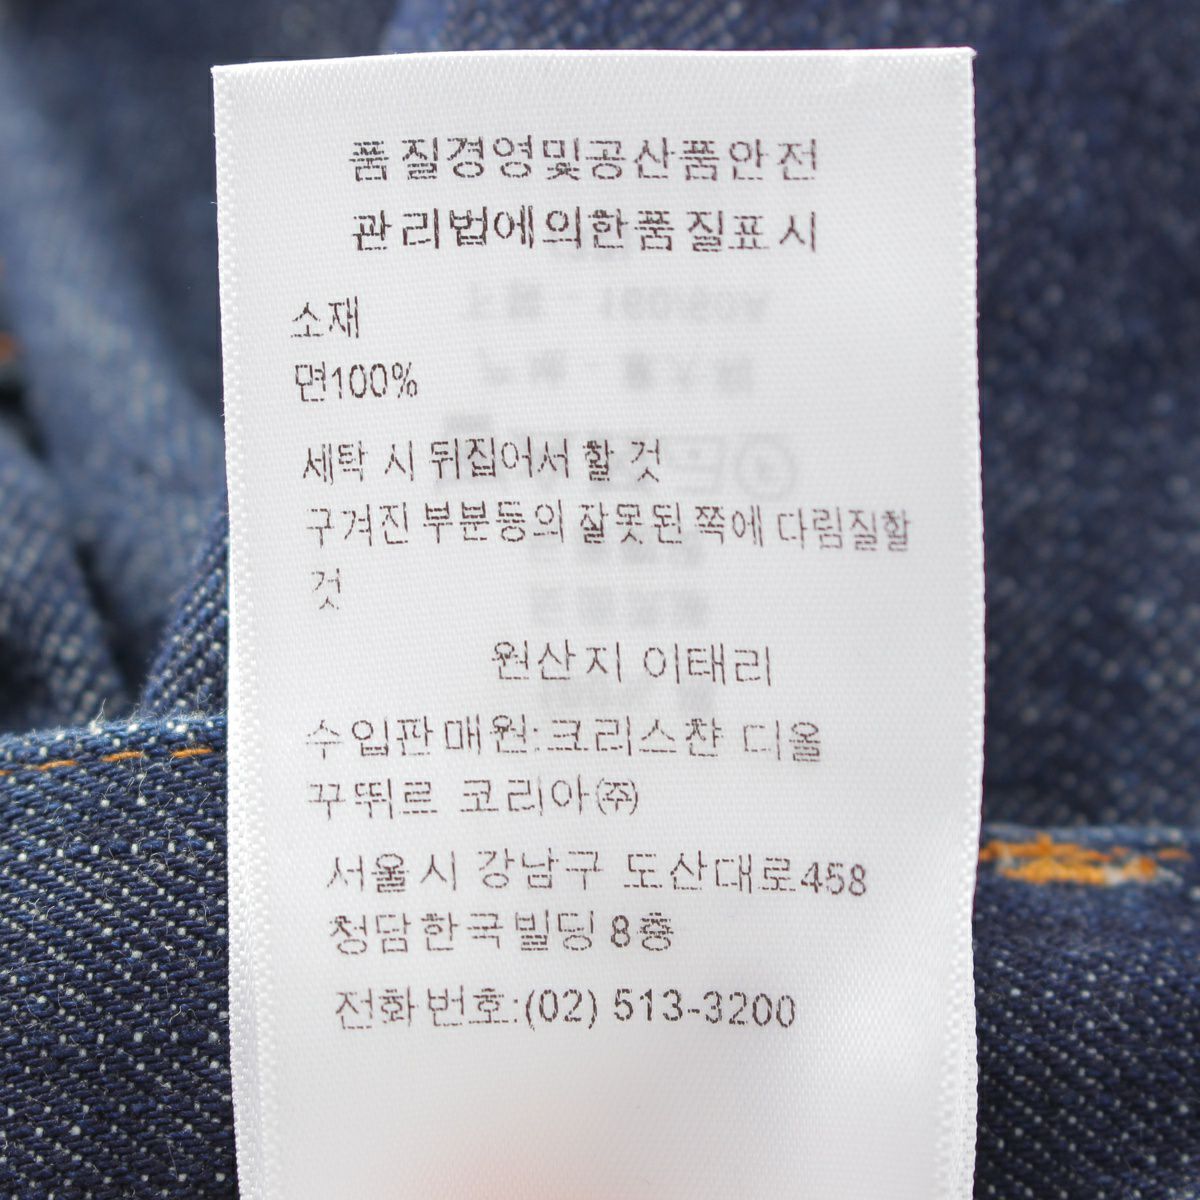 품질경영및공산품안전
관리법에의한품질표시
소재
면100%
세탁 시 뒤집어서 할 것
구겨진 부분등의 잘못된 쪽에 다림질할
것
원산지 이태리
수입판매원:크리스챤 디올
꾸뛰르 코리아㈜
서울시 강남구 도산대로458
청담한국빌딩 8층
전화번호:(02) 513-3200